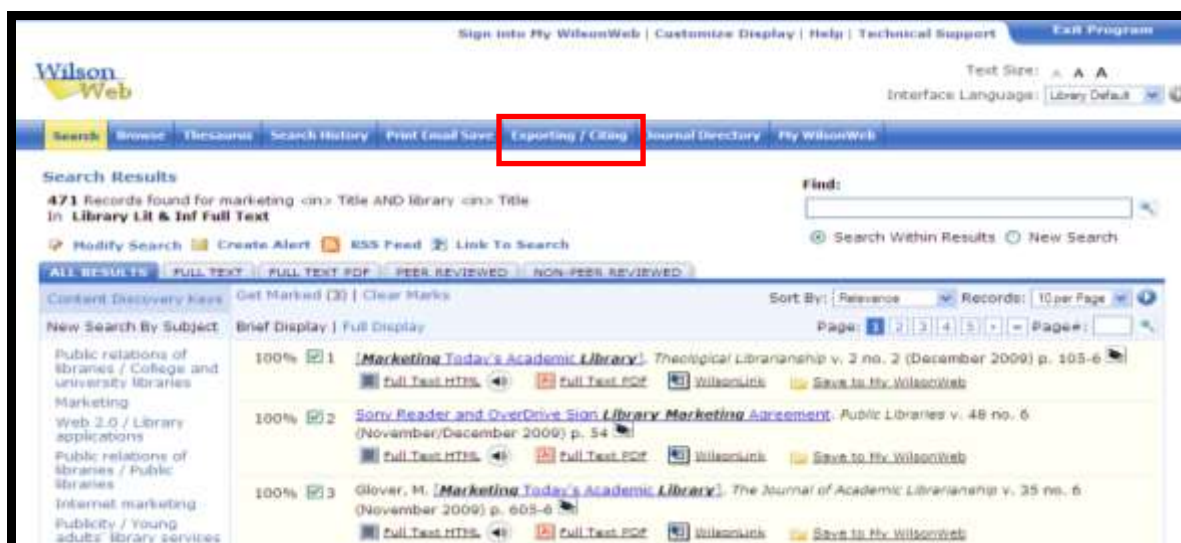 Sign into My WilsonWeb | Customize Display | Help | Technical Support Exit Program
Wilson
Web
Text Size: A A A
Interface Language: Library Default
Search Browse Thesaurus Search History Print Email Save Exporting / Citing Journal Directory My WilsonWeb
Search Results
471 Records found for marketing <in> Title AND library <in> Title
In Library Lit & Inf Full Text
Find:
Search Within Results New Search
Modify Search Create Alert RSS Feed Link To Search
ALL RESULTS FULL TEXT FULL TEXT PDF PEER REVIEWED NON-PEER REVIEWED
Content Discovery Keys Get Marked (3) | Clear Marks Sort By: Relevance Records: 10 per Page
New Search By Subject Brief Display | Full Display Page: 1 2 3 4 5 Page#:
Public relations of
libraries / College and
university libraries
Marketing
Web 2.0 / Library
applications
Public relations of
libraries / Public
libraries
Internet marketing
Publicity / Young
adults' library services
100% 1 [Marketing Today's Academic Library]. Theological Librarianship v. 2 no. 2 (December 2009) p. 105-6
Full Text HTML Full Text PDF WilsonLink Save to My WilsonWeb
100% 2 Sony Reader and OverDrive Sign Library Marketing Agreement. Public Libraries v. 48 no. 6
(November/December 2009) p. 54
Full Text HTML Full Text PDF WilsonLink Save to My WilsonWeb
100% 3 Glover, M. [Marketing Today's Academic Library]. The Journal of Academic Librarianship v. 35 no. 6
(November 2009) p. 605-6
Full Text HTML Full Text PDF WilsonLink Save to My WilsonWeb